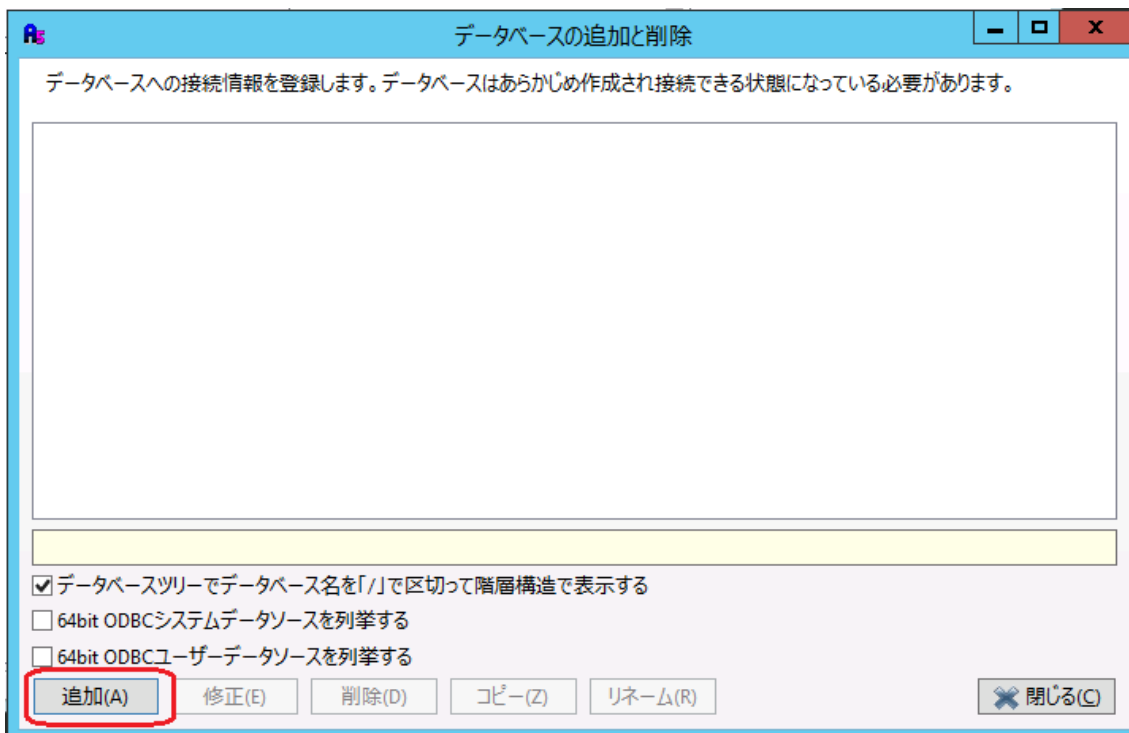 データベースの追加と削除
データベースへの接続情報を登録します。データベースはあらかじめ作成され接続できる状態になっている必要があります。
データベースツリーでデータベース名を「/」で区切って階層構造で表示する
64bit ODBCシステムデータソースを列挙する
64bit ODBCユーザーデータソースを列挙する
追加(A) 修正(E) 削除(D) コピー(Z) リネーム(R) 閉じる(C)